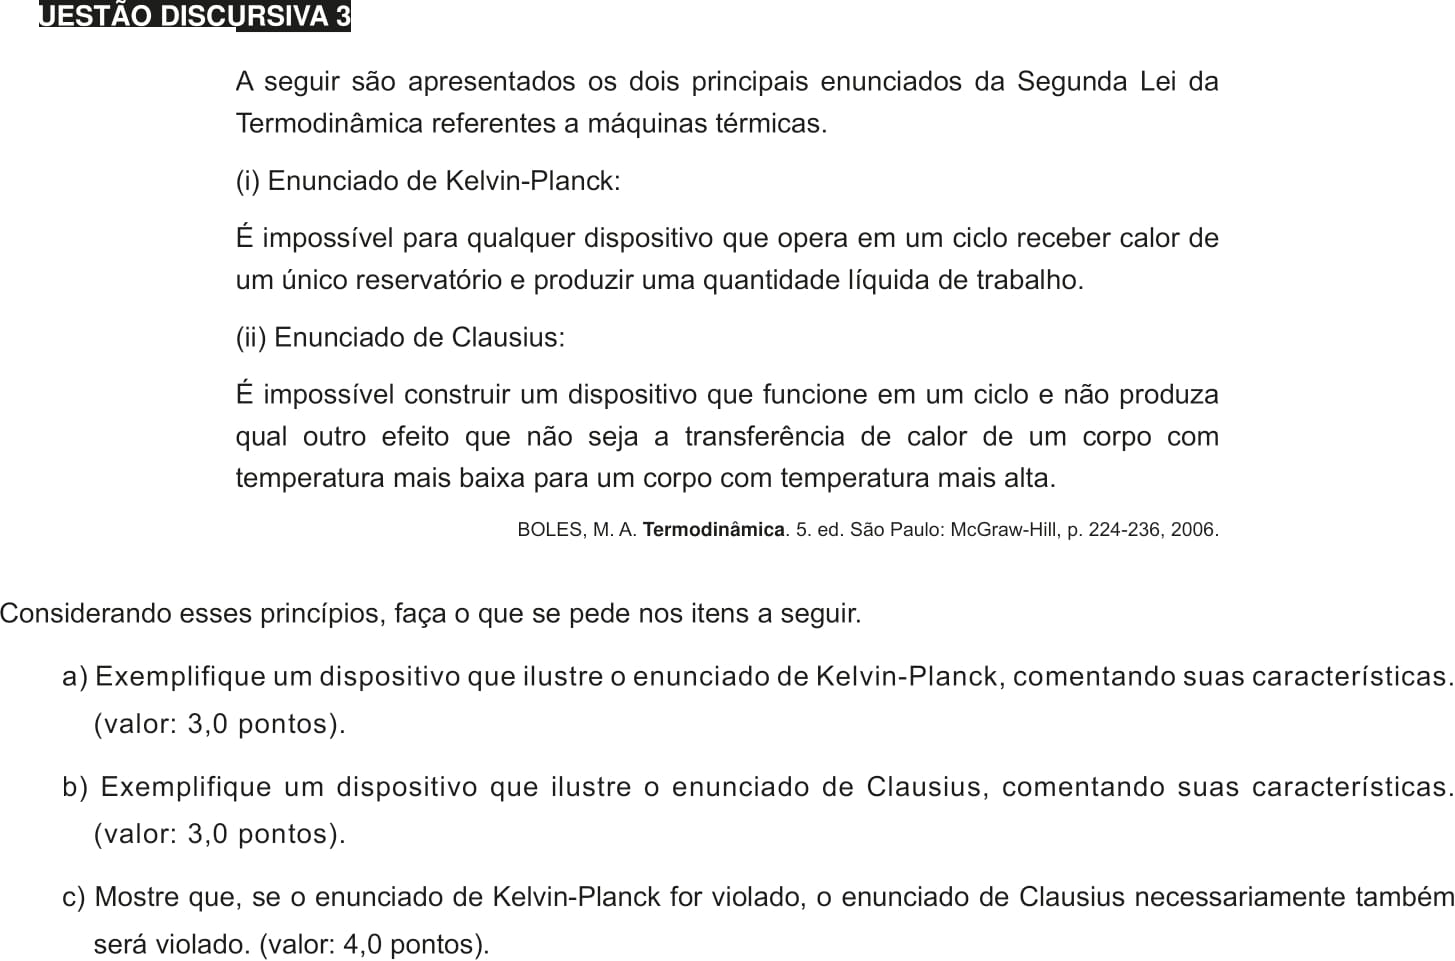 UESTÃO DISCURSIVA 3
A seguir são apresentados os dois principais enunciados da Segunda Lei da
Termodinâmica referentes a máquinas térmicas.
(i) Enunciado de Kelvin-Planck:
É impossível para qualquer dispositivo que opera em um ciclo receber calor de
um único reservatório e produzir uma quantidade líquida de trabalho.
(ii) Enunciado de Clausius:
É impossível construir um dispositivo que funcione em um ciclo e não produza
qual outro efeito que não seja a transferência de calor de um corpo com
temperatura mais baixa para um corpo com temperatura mais alta.
BOLES, M. A. Termodinâmica. 5. ed. São Paulo: McGraw-Hill, p. 224-236, 2006.
Considerando esses princípios, faça o que se pede nos itens a seguir.
a) Exemplifique um dispositivo que ilustre o enunciado de Kelvin-Planck, comentando suas características.
(valor: 3,0 pontos).
b) Exemplifique um dispositivo que ilustre o enunciado de Clausius, comentando suas características.
(valor: 3,0 pontos).
c) Mostre que, se o enunciado de Kelvin-Planck for violado, o enunciado de Clausius necessariamente também
será violado. (valor: 4,0 pontos).